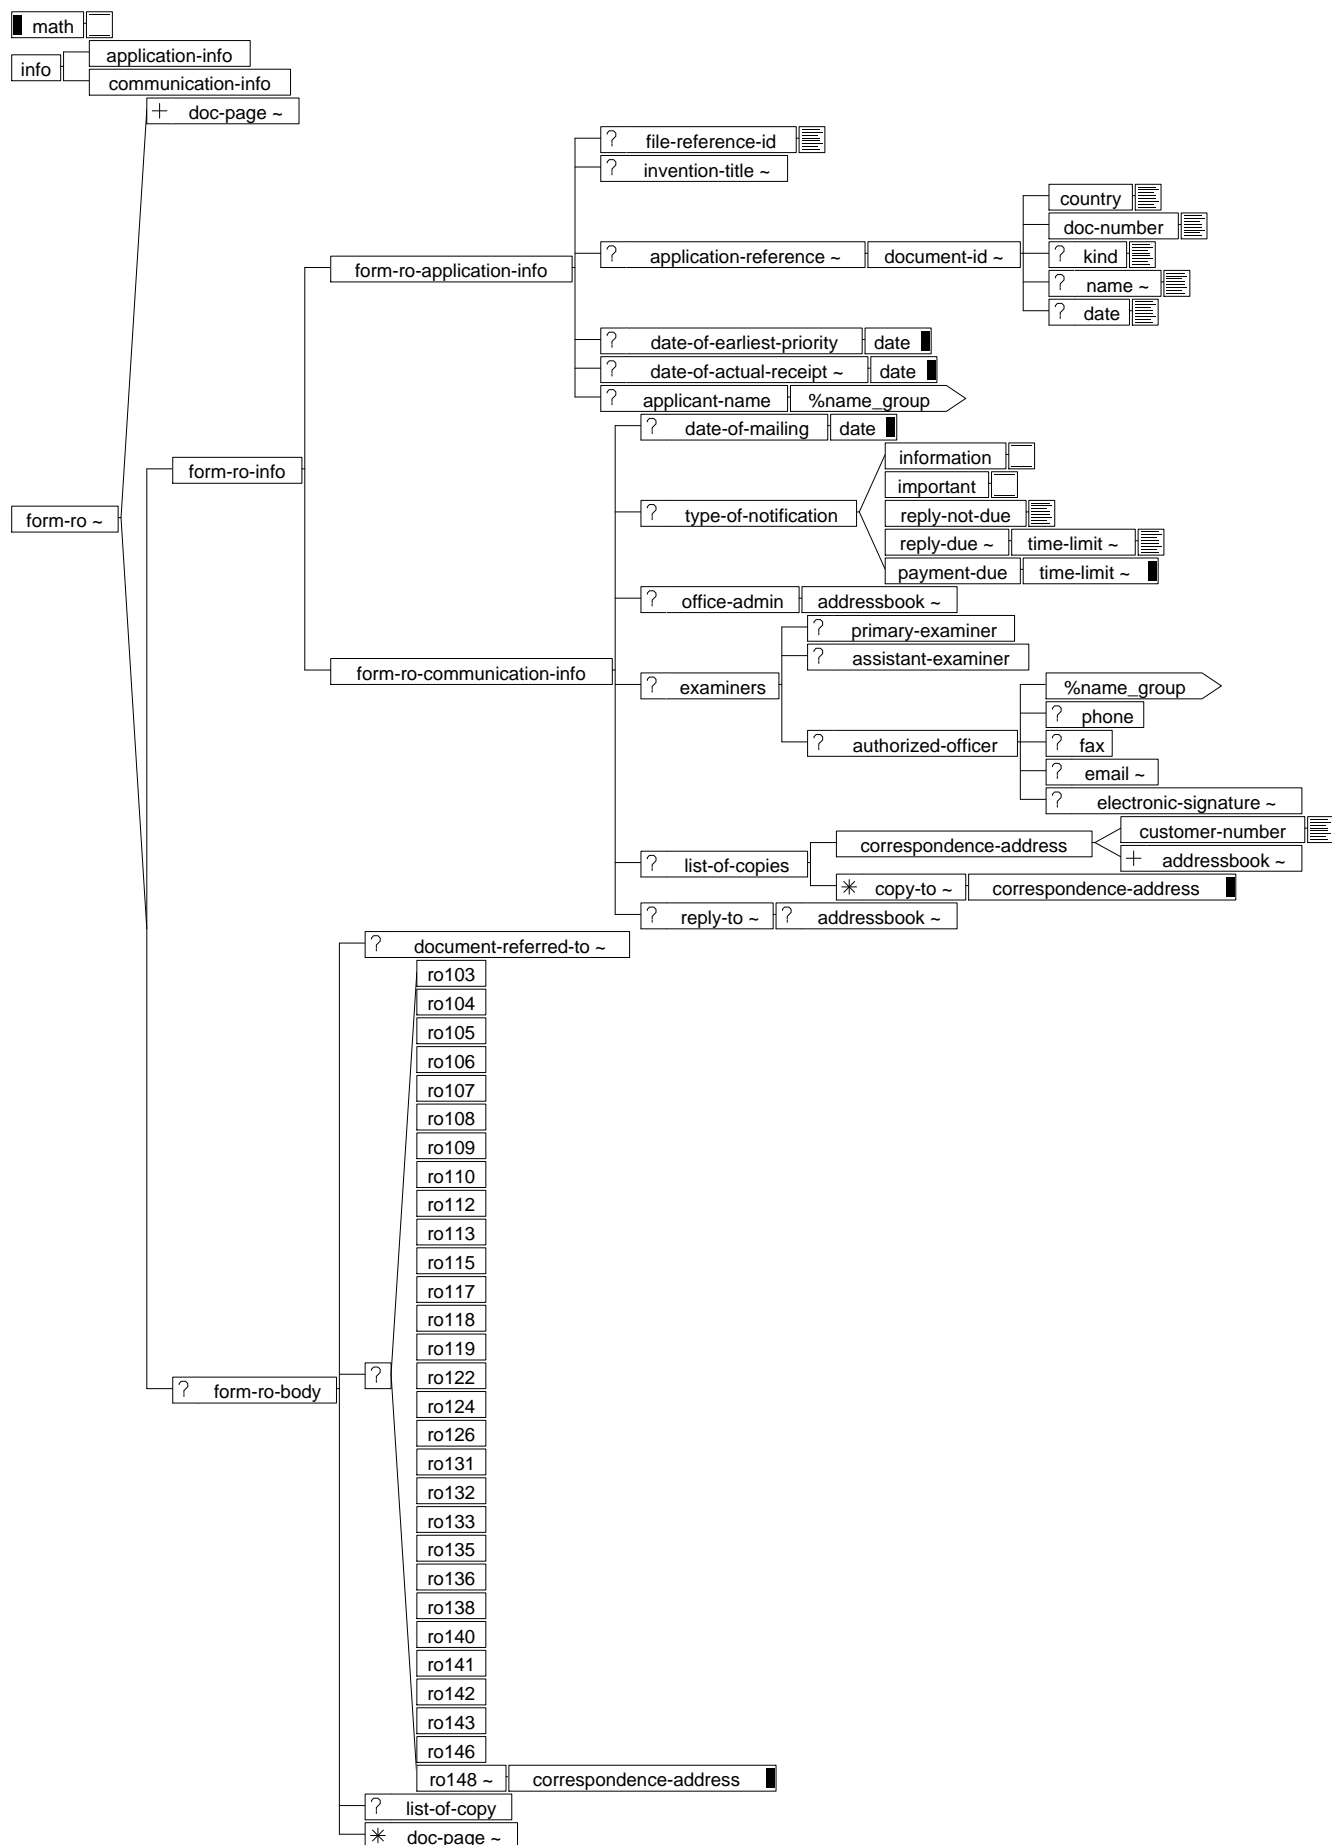 math
application-info
info
communication-info
+ doc-page ~
? file-reference-id
? invention-title ~
country
doc-number
form-ro-application-info
? application-reference ~
document-id ~
? kind
? name ~
? date
? date-of-earliest-priority
date
? date-of-actual-receipt ~
date
? applicant-name
%name_group
? date-of-mailing
date
form-ro-info
information
important
form-ro ~
? type-of-notification
reply-not-due
reply-due ~
time-limit ~
payment-due
time-limit ~
? office-admin
addressbook ~
? primary-examiner
? assistant-examiner
form-ro-communication-info
? examiners
%name_group
? phone
? authorized-officer
? fax
? email ~
? electronic-signature ~
customer-number
correspondence-address
? list-of-copies
+ addressbook ~
* copy-to ~
correspondence-address
? reply-to ~
? addressbook ~
? document-referred-to ~
ro103
ro104
ro105
ro106
ro107
ro108
ro109
ro110
ro112
ro113
ro115
ro117
ro118
ro119
ro122
? form-ro-body
?
ro124
ro126
ro131
ro132
ro133
ro135
ro136
ro138
ro140
ro141
ro142
ro143
ro146
ro148 ~
correspondence-address
? list-of-copy
* doc-page ~